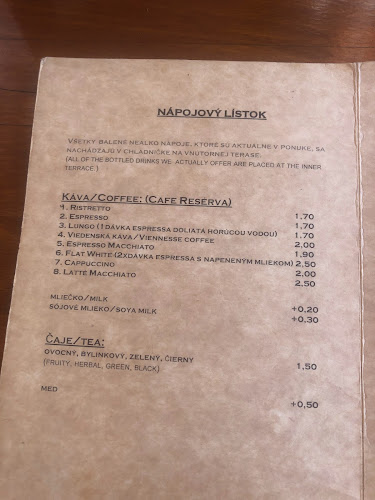 NÁPOJOVÝ LÍSTOK
VŠETKY BALENÉ NEALKO NÁPOJE, KTORÉ SÚ AKTUÁLNE V PONUKE, SA
NACHÁDZAJÚ V CHLADNIČKE NA VNÚTORNEJ TERASE.
(ALL OF THE BOTTLED DRINKS WE ACTUALLY OFFER ARE PLACED AT THE INNER
TERRACE.)
KÁVA/COFFEE: (CAFE RESERVA)
1. RISTRETTO 1,70
2. ESPRESSO 1,70
3. LUNGO (1DÁVKA ESPRESSA DOLIATA HORÚCOU VODOU) 1.70
4. VIEDENSKÁ KÁVA/VIENNESSE COFFEE 2,00
5. ESPRESSO MACCHIATO 1,90
6. FLAT WHITE (2XDÁVKA ESPRESSA S NAPENENÝM MLIEKOM) 2,50
7. CAPPUCCINO 2,00
8. LATTE MACCHIATO 2,50
MLIEČKO/MILK +0,20
SÓJOVÉ MLIEKO/SOYA MILK +0,30
ČAJE/TEA:
OVOCNÝ, BYLINKOVÝ, ZELENÝ, ČIERNY 1,50
(FRUITY, HERBAL, GREEN, BLACK)
MED +0,50